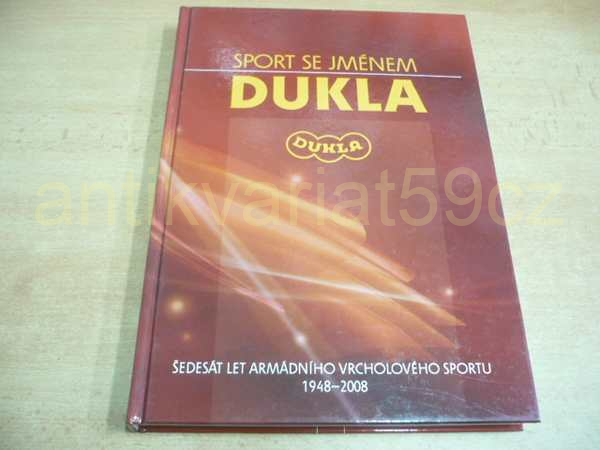 SPORT SE JMÉNEM
DUKLA
DUKLA
antikvariat59cz
ŠEDESÁT LET ARMÁDNÍHO VRCHOLOVÉHO SPORTU
1948–2008